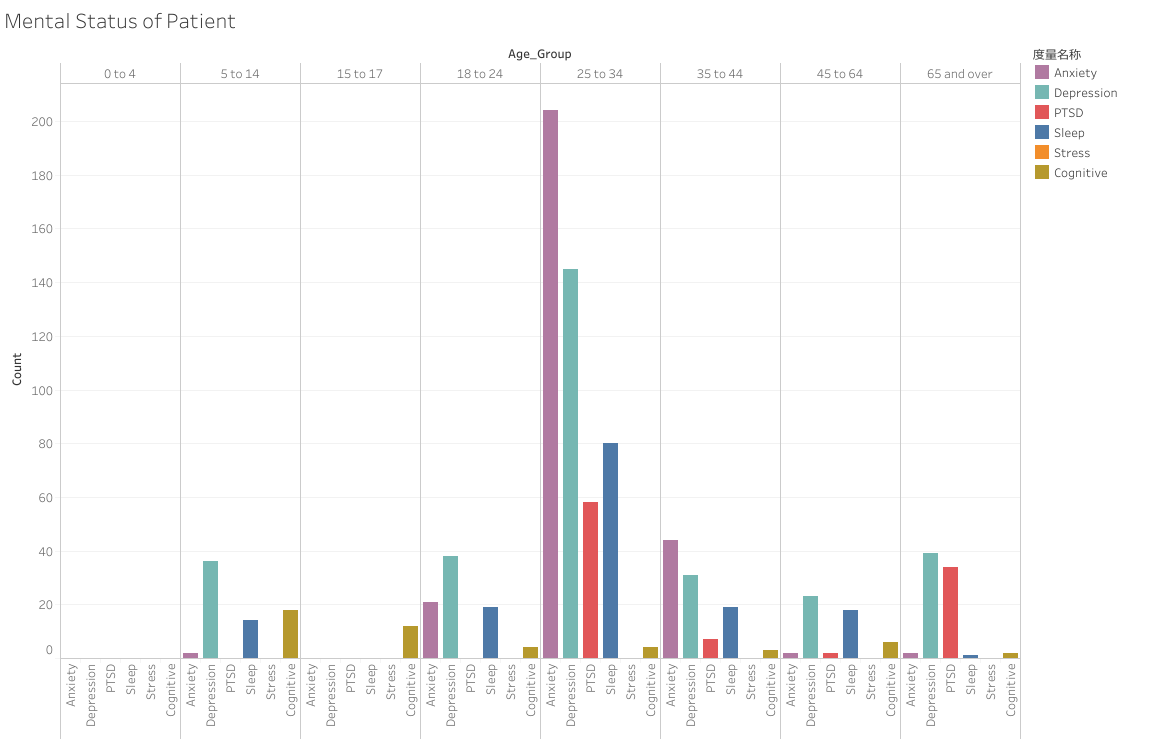 Mental Status of Patient
Age_Group
0 to 4 5 to 14 15 to 17 18 to 24 25 to 34 35 to 44 45 to 64 65 and over
度量名称
Anxiety
Depression
PTSD
Sleep
Stress
Cognitive
Count
200
180
160
140
120
100
80
60
40
20
0
Anxiety Depression PTSD Sleep Stress Cognitive Anxiety Depression PTSD Sleep Stress Cognitive Anxiety Depression PTSD Sleep Stress Cognitive Anxiety Depression PTSD Sleep Stress Cognitive Anxiety Depression PTSD Sleep Stress Cognitive Anxiety Depression PTSD Sleep Stress Cognitive Anxiety Depression PTSD Sleep Stress Cognitive Anxiety Depression PTSD Sleep Stress Cognitive